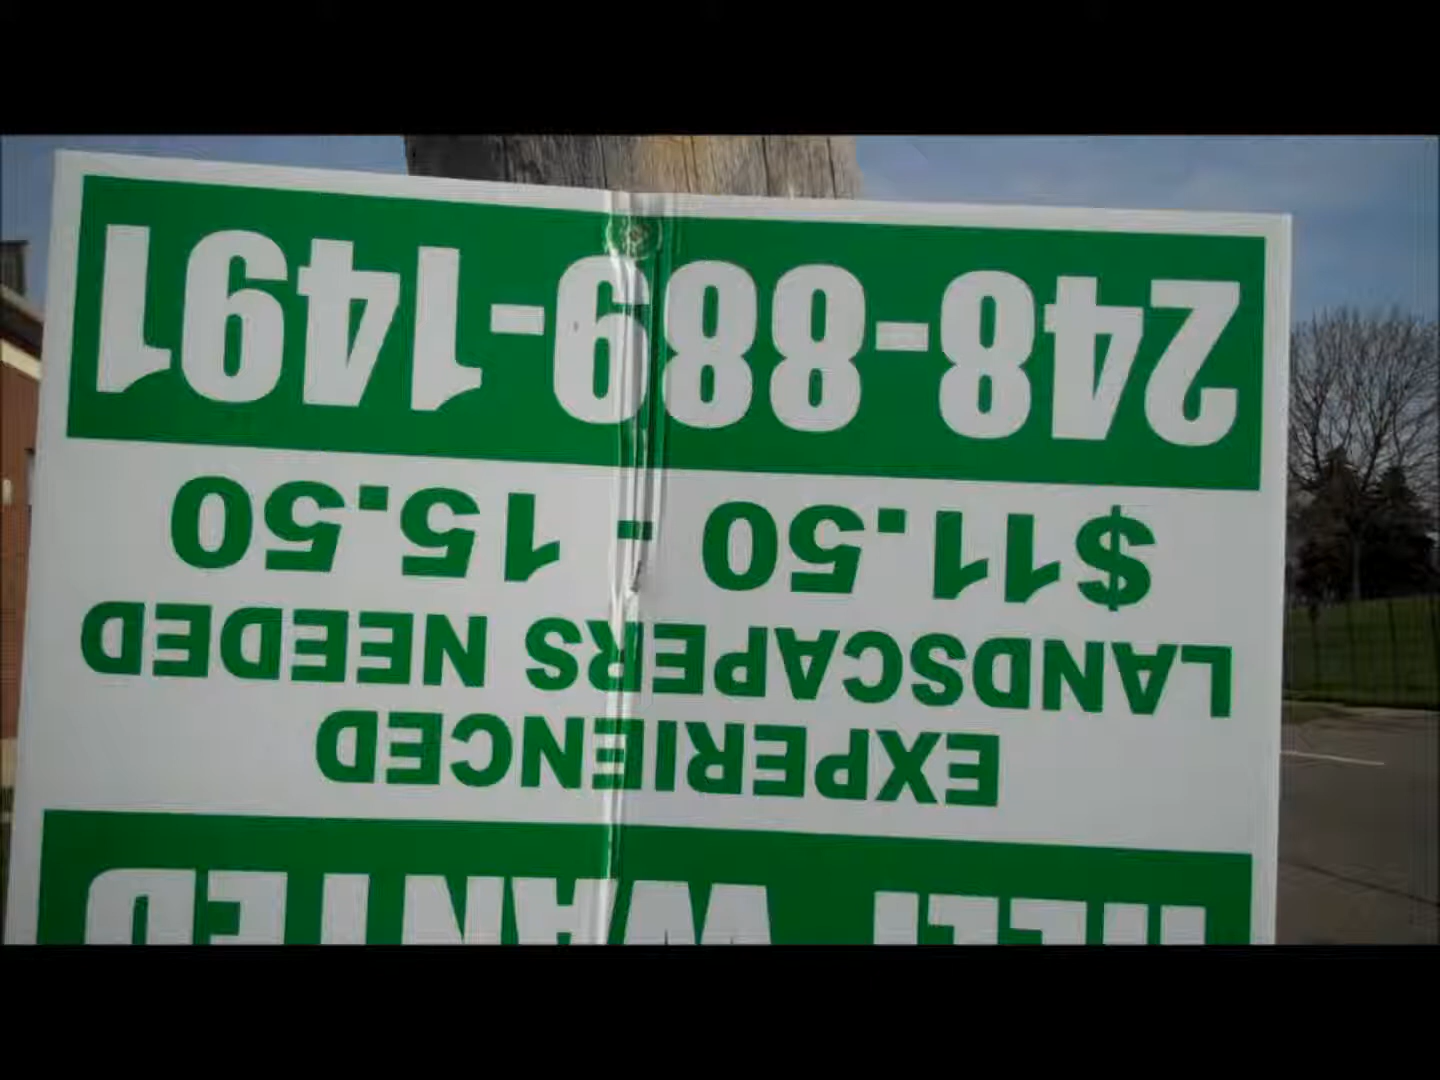 HELP WANTED
EXPERIENCED
LANDSCAPERS NEEDED
$11.50 - 15.50
248-889-1491